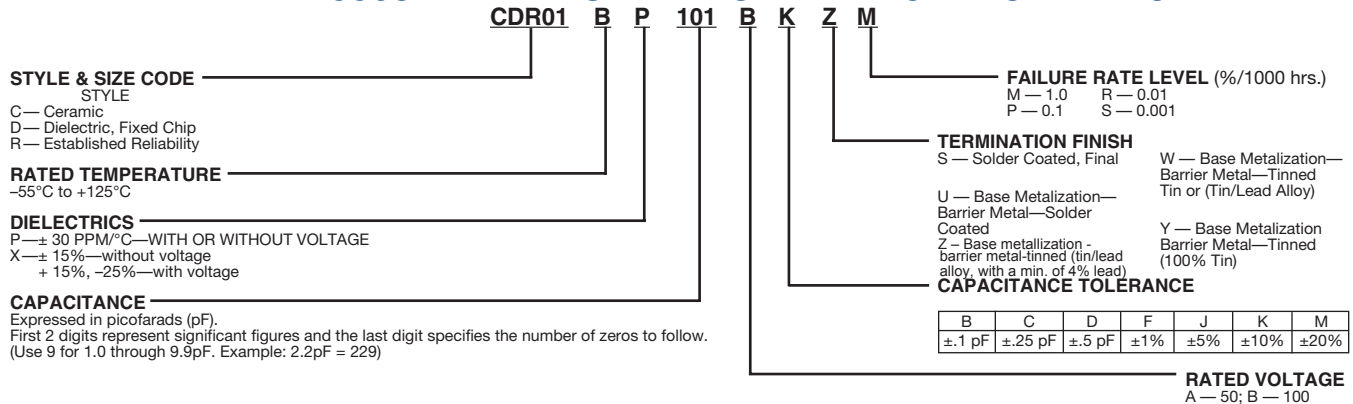 CDR01 B P 101 B K Z M
STYLE & SIZE CODE
STYLE
C— Ceramic
D— Dielectric, Fixed Chip
R— Established Reliability
RATED TEMPERATURE
–55°C to +125°C
DIELECTRICS
P—± 30 PPM/°C—WITH OR WITHOUT VOLTAGE
X—± 15%—without voltage
+ 15%, –25%—with voltage
CAPACITANCE
Expressed in picofarads (pF).
First 2 digits represent significant figures and the last digit specifies the number of zeros to follow.
(Use 9 for 1.0 through 9.9pF. Example: 2.2pF = 229)
FAILURE RATE LEVEL (%/1000 hrs.)
M — 1.0 R — 0.01
P — 0.1 S — 0.001
TERMINATION FINISH
S — Solder Coated, Final
U — Base Metalization—
Barrier Metal—Solder
Coated
Z – Base metallization -
barrier metal-tinned (tin/lead
alloy, with a min. of 4% lead)
W — Base Metalization—
Barrier Metal—Tinned
Tin or (Tin/Lead Alloy)
Y — Base Metalization
Barrier Metal—Tinned
(100% Tin)
CAPACITANCE TOLERANCE
B C D F J K M
±.1 pF ±.25 pF ±.5 pF ±1% ±5% ±10% ±20%
RATED VOLTAGE
A — 50; B — 100